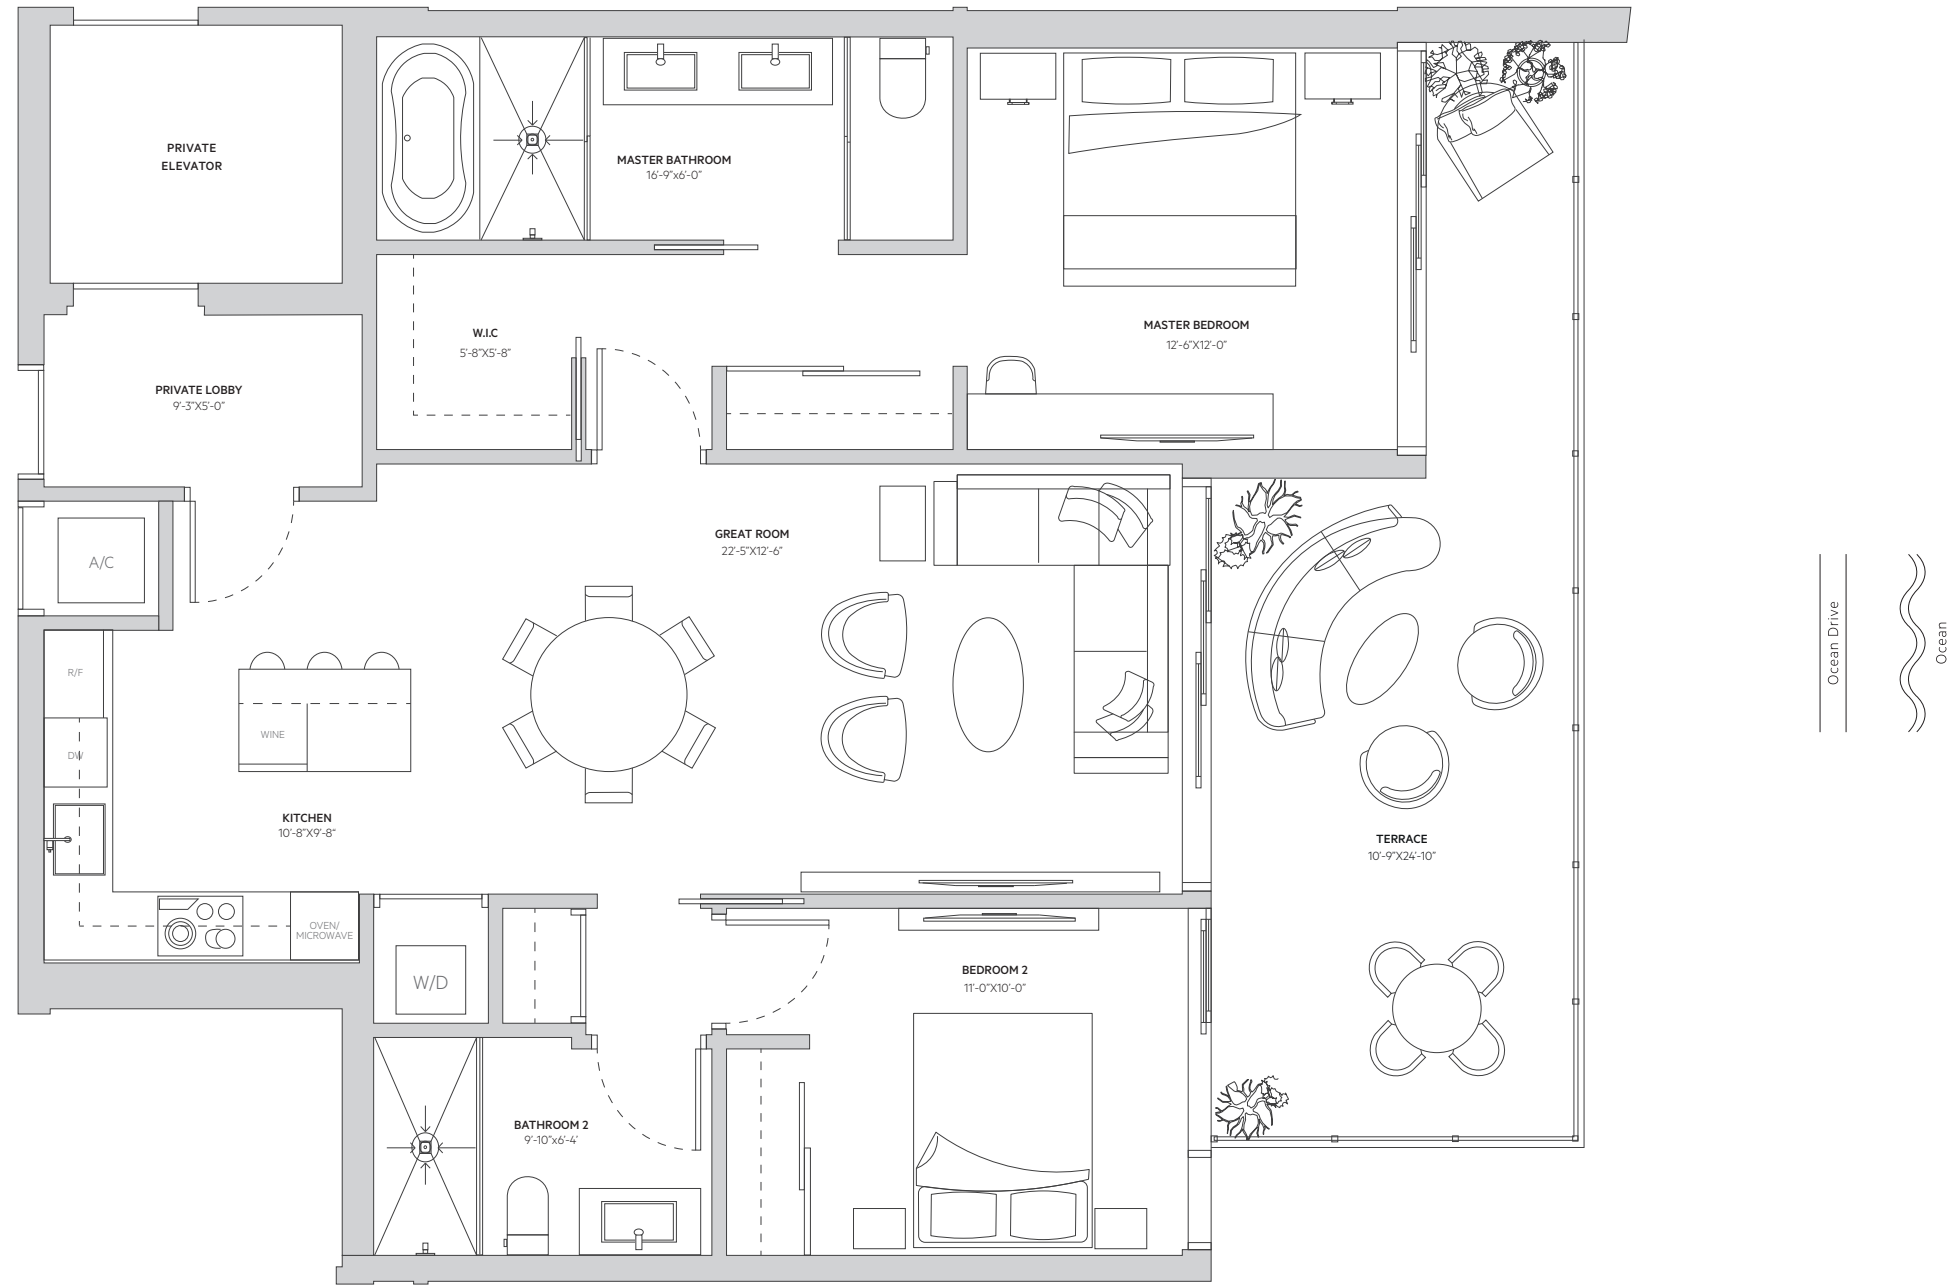 PRIVATE
ELEVATOR
MASTER BATHROOM
16'-9"x6'-0"
W.I.C
5'-8"X5'-8"
MASTER BEDROOM
12'-6"X12'-0"
PRIVATE LOBBY
9'-3"X5'-0"
A/C
GREAT ROOM
22'-5"X12'-6"
R/F
DW
WINE
KITCHEN
10'-8"X9'-8"
OVEN/
MICROWAVE
W/D
TERRACE
10'-9"X24'-10"
BEDROOM 2
11'-0"X10'-0"
BATHROOM 2
9'-10"x6'-4'
Ocean Drive
Ocean